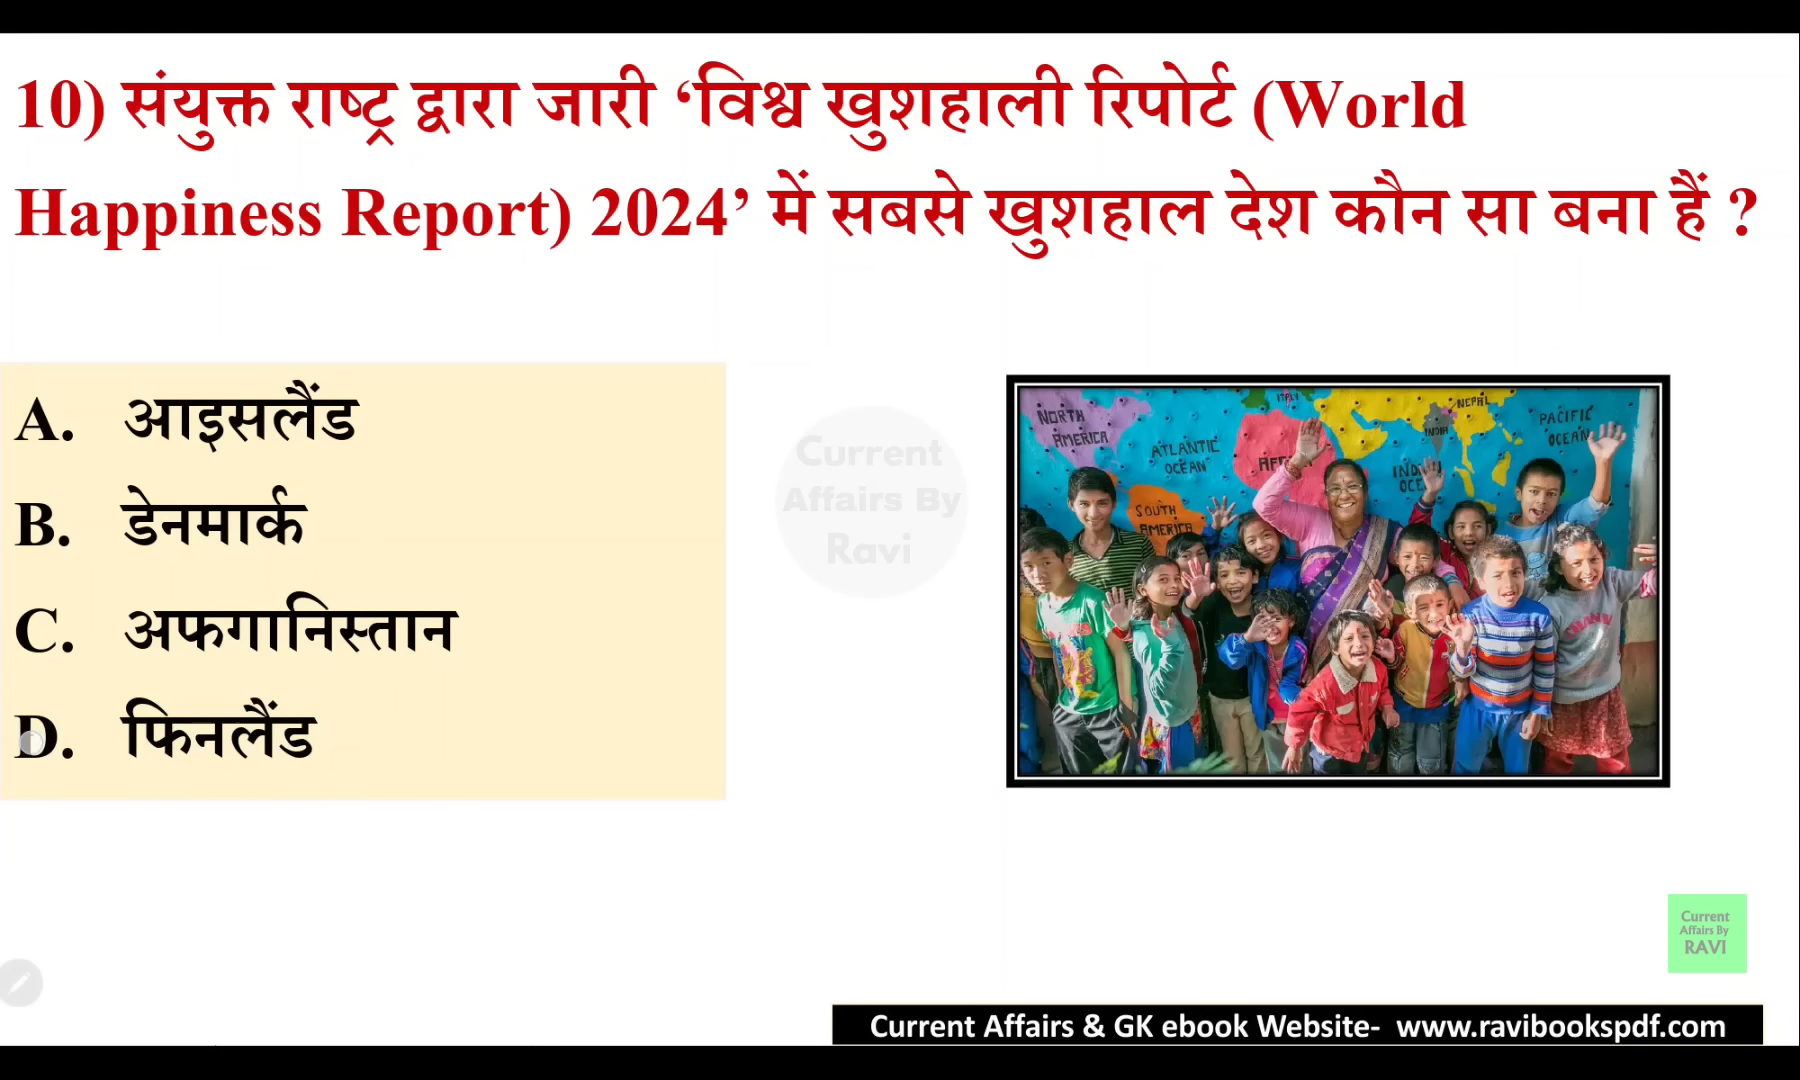 10) संयुक्त राष्ट्र द्वारा जारी ‘विश्व खुशहाली रिपोर्ट (World
Happiness Report) 2024’ में सबसे खुशहाल देश कौन सा बना हैं ?
A. आइसलैंड
B. डेनमार्क
C. अफगानिस्तान
D. फिनलैंड
Current
Affairs By
Ravi
NORTH
AMERICA
ATLANTIC
OCEAN
SOUTH
AMERICA
ITALY
NEPAL
INDIA
PACIFIC
OCEAN
Current
Affairs By
RAVI
Current Affairs & GK ebook Website- www.ravibookspdf.com